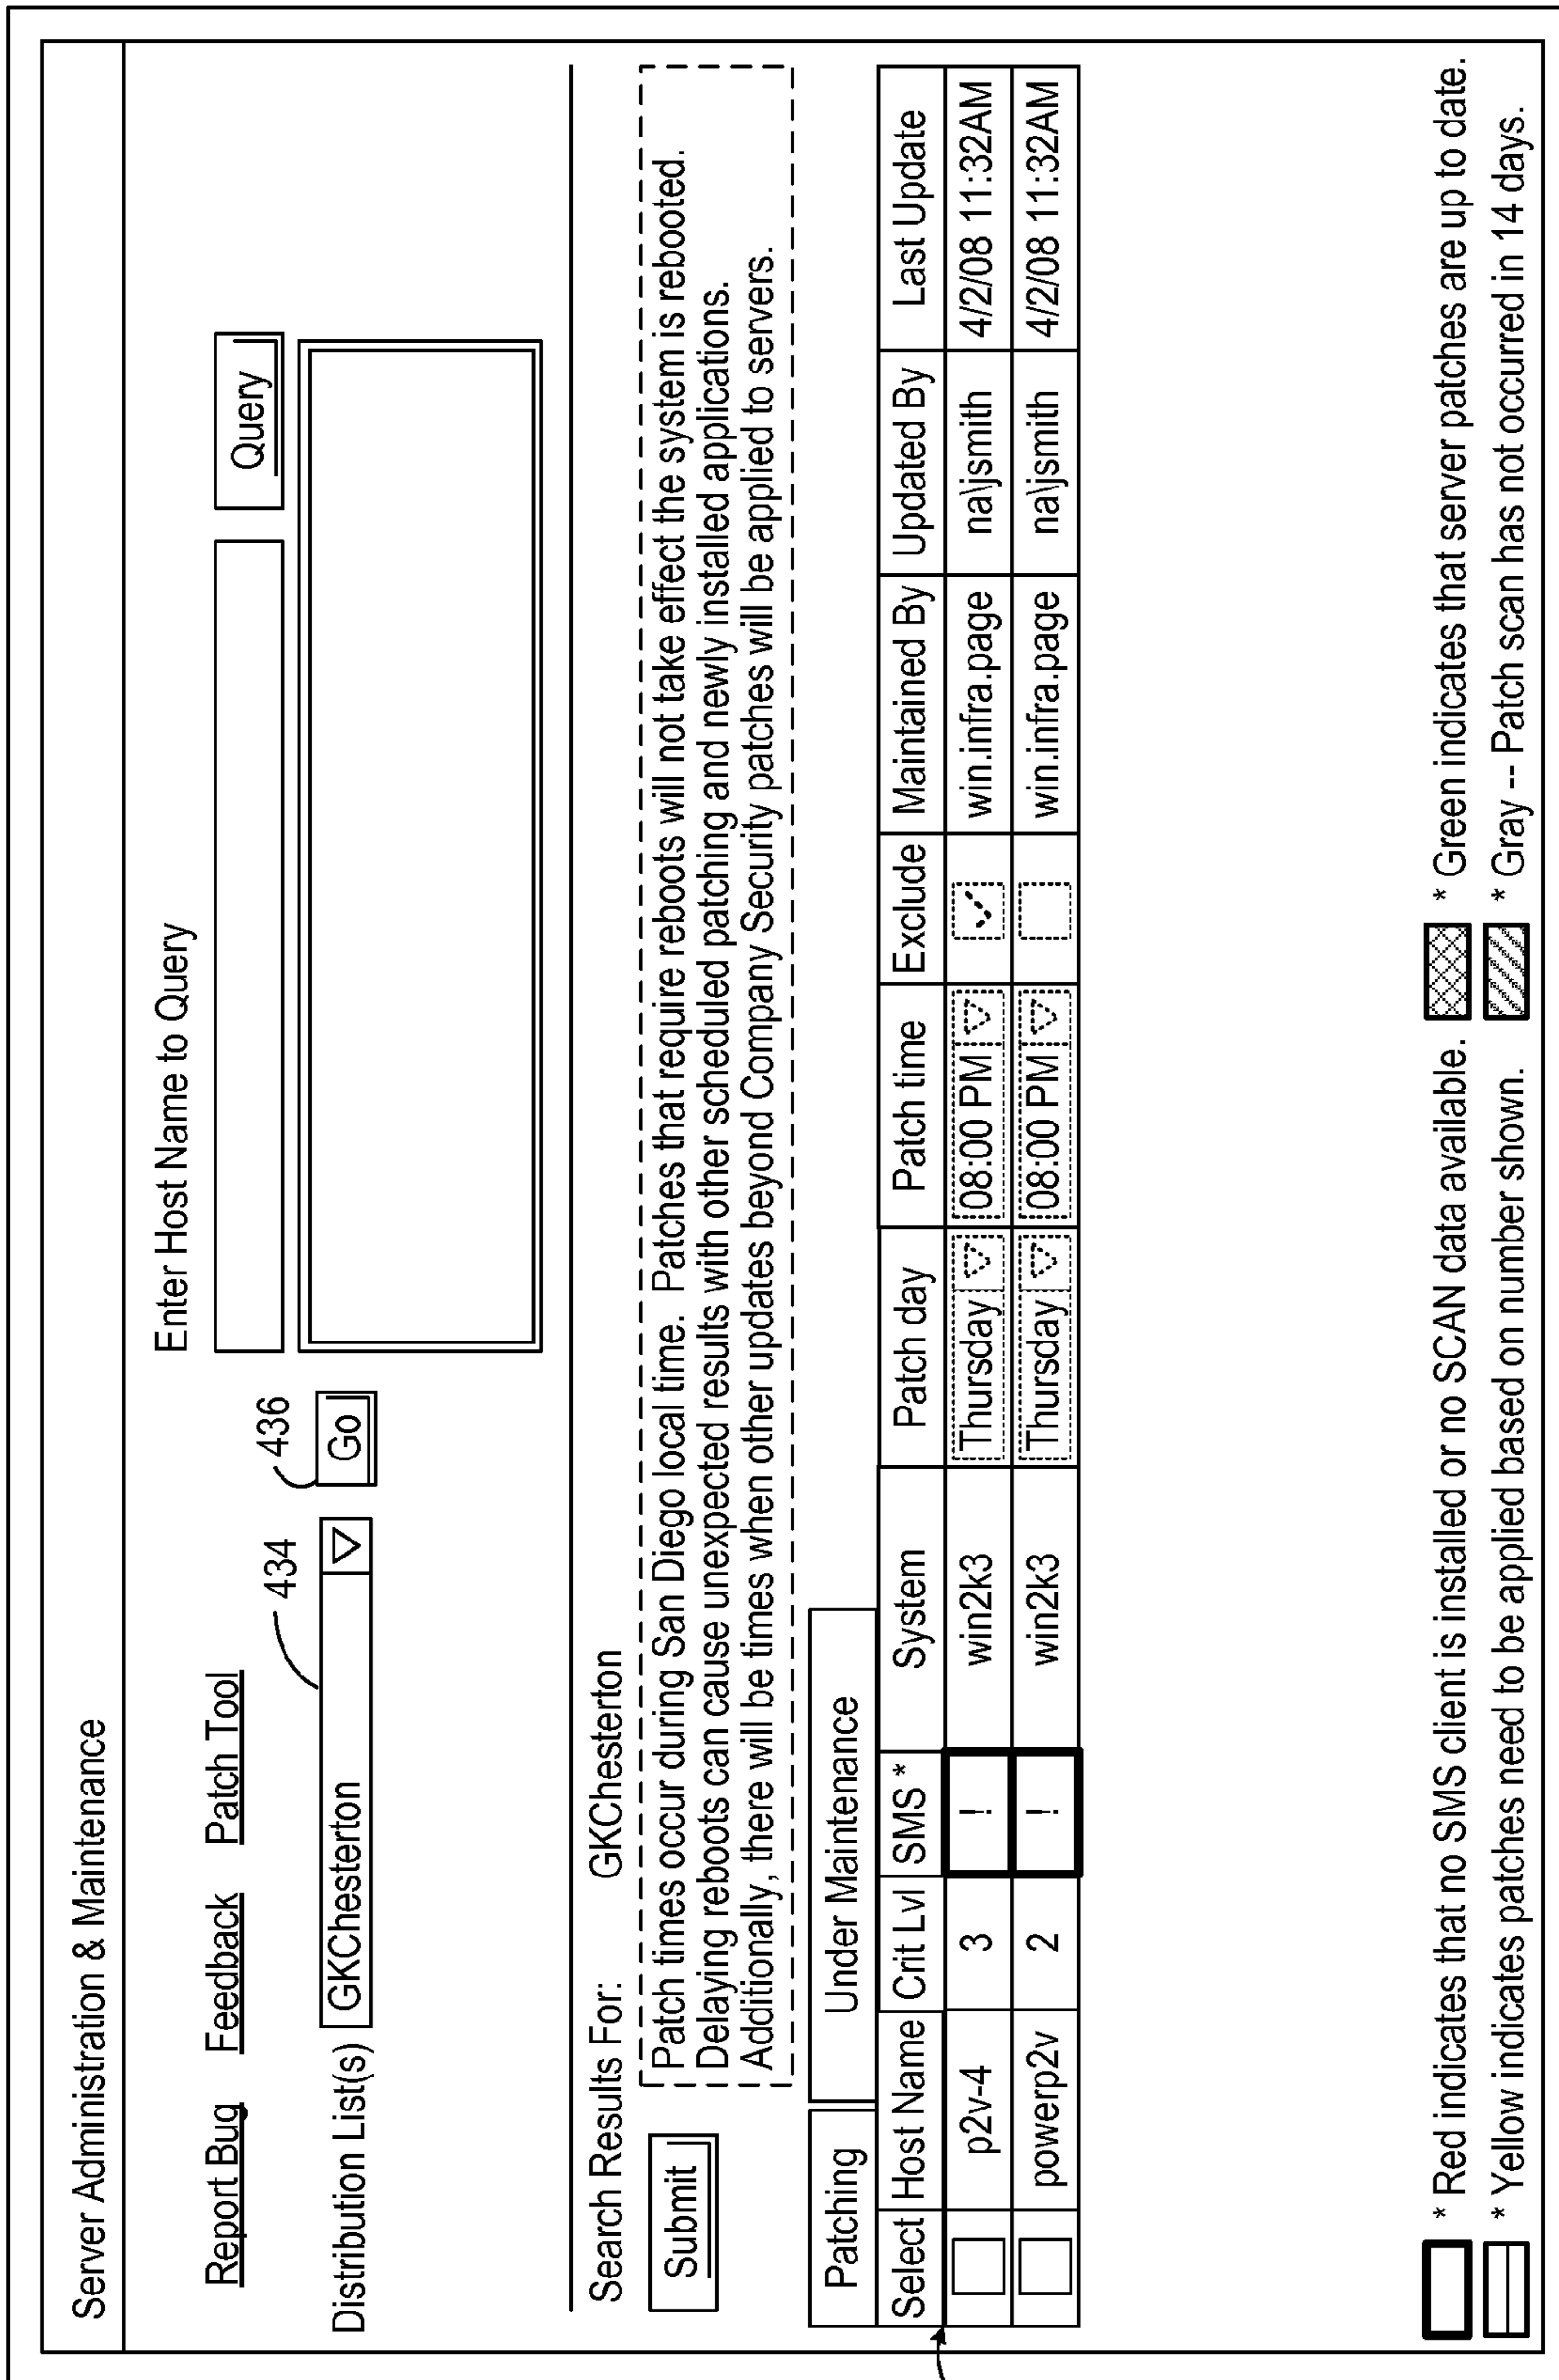 Server Administration & Maintenance
Report Bug Feedback Patch Tool
Enter Host Name to Query
Query
434
436
Distribution List(s) GKChesterton Go
Search Results For: GKChesterton
Submit
Patch times occur during San Diego local time. Patches that require reboots will not take effect the system is rebooted.
Delaying reboots can cause unexpected results with other scheduled patching and newly installed applications.
Additionally, there will be times when other updates beyond Company Security patches will be applied to servers.
Patching Under Maintenance
Select Host Name Crit Lvl SMS * System Patch day Patch time Exclude Maintained By Updated By Last Update
p2v-4 3 ! win2k3 Thursday 08:00 PM win.infra.page na\jsmith 4/2/08 11:32AM
powerp2v 2 ! win2k3 Thursday 08:00 PM win.infra.page na\jsmith 4/2/08 11:32AM
* Red indicates that no SMS client is installed or no SCAN data available. * Green indicates that server patches are up to date.
* Yellow indicates patches need to be applied based on number shown. * Gray -- Patch scan has not occurred in 14 days.